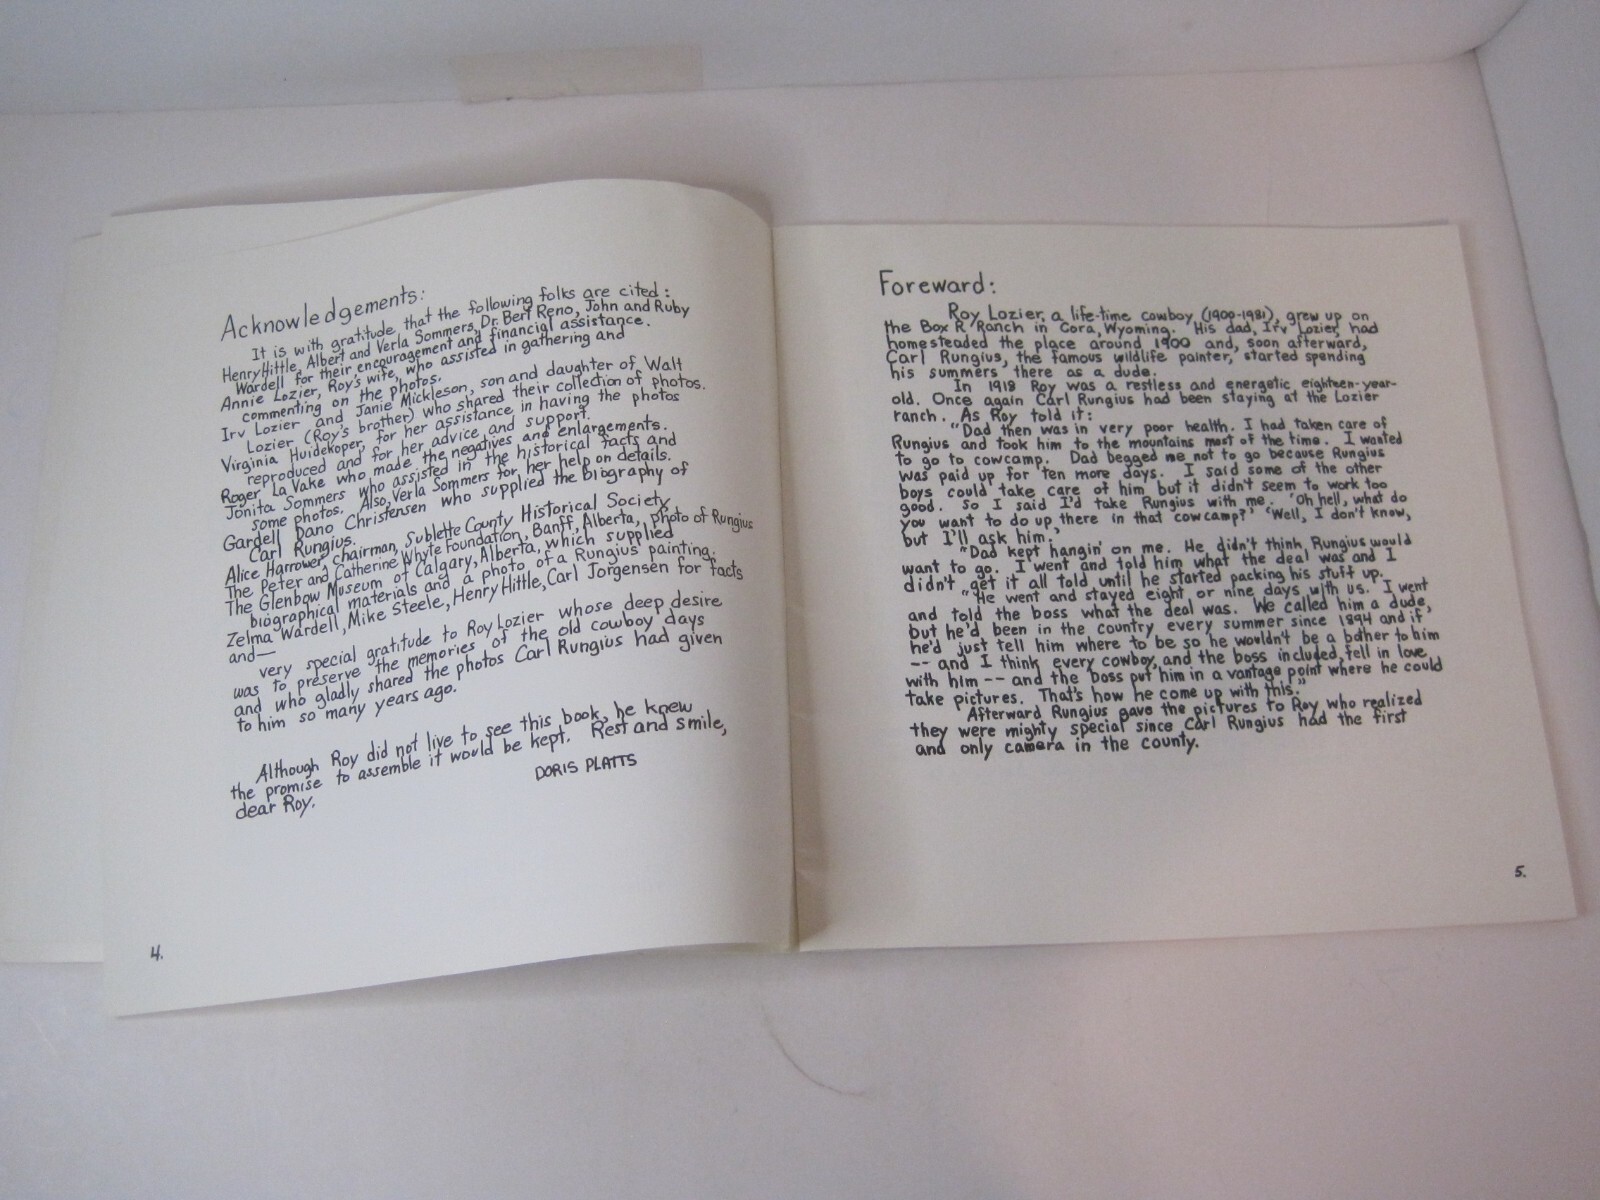 Acknowledgements:
It is with gratitude that the following folks are cited:
Henry Hittle, Albert and Verla Sommers, Dr. Bert Reno, John and Ruby
Wardell for their encouragement and financial assistance.
Annie Lozier, Roy's wife, who assisted in gathering and
commenting on the photos.
Irv Lozier and Janie Mickleson, son and daughter of Walt
Lozier (Roy's brother) who shared their collection of photos.
Virginia Huidekoper, for her assistance in having the photos
reproduced and for her advice and support.
Roger La Vake who made the negatives and enlargements.
Jonita Sommers who assisted in the historical facts and
some photos. Also, Verla Sommers for her help on details.
Gardell Dano Christensen who supplied the biography of
Carl Rungius.
Alice Harrower, chairman, Sublette County Historical Society
The Peter and Catherine Whyte Foundation, Banff, Alberta, photo of Rungius
The Glenbow Museum of Calgary, Alberta, which supplied
biographical materials and a photo of a Rungius painting.
Zelma Wardell, Mike Steele, Henry Hittle, Carl Jorgensen for facts
and—
very special gratitude to Roy Lozier whose deep desire
was to preserve the memories of the old cowboy days
and who gladly shared the photos Carl Rungius had given
to him so many years ago.
Although Roy did not live to see this book, he knew
the promise to assemble it would be kept. Rest and smile,
dear Roy.
DORIS PLATTS
4.
Foreward:
Roy Lozier, a life-time cowboy (1900-1981), grew up on
the Box R Ranch in Cora, Wyoming. His dad, Irv Lozier, had
homesteaded the place around 1900 and, soon afterward,
Carl Rungius, the famous wildlife painter, started spending
his summers there as a dude.
In 1918 Roy was a restless and energetic eighteen-year-
old. Once again Carl Rungius had been staying at the Lozier
ranch. As Roy told it:
"Dad then was in very poor health. I had taken care of
Rungius and took him to the mountains most of the time. I wanted
to go to cowcamp. Dad begged me not to go because Rungius
was paid up for ten more days. I said some of the other
boys could take care of him but it didn't seem to work too
good. So I said I'd take Rungius with me. 'Oh hell, what do
you want to do up there in that cowcamp?' 'Well, I don't know,
but I'll ask him.'
"Dad kept hangin' on me. He didn't think Rungius would
want to go. I went and told him what the deal was and I
didn't get it all told until he started packing his stuff up.
"He went and stayed eight or nine days with us. I went
and told the boss what the deal was. We called him a dude,
but he'd been in the country every summer since 1894 and if
he'd just tell him where to be so he wouldn't be a bother to him
-- and I think every cowboy, and the boss included, fell in love
with him -- and the boss put him in a vantage point where he could
take pictures. That's how he come up with this."
Afterward Rungius gave the pictures to Roy who realized
they were mighty special since Carl Rungius had the first
and only camera in the county.
5.